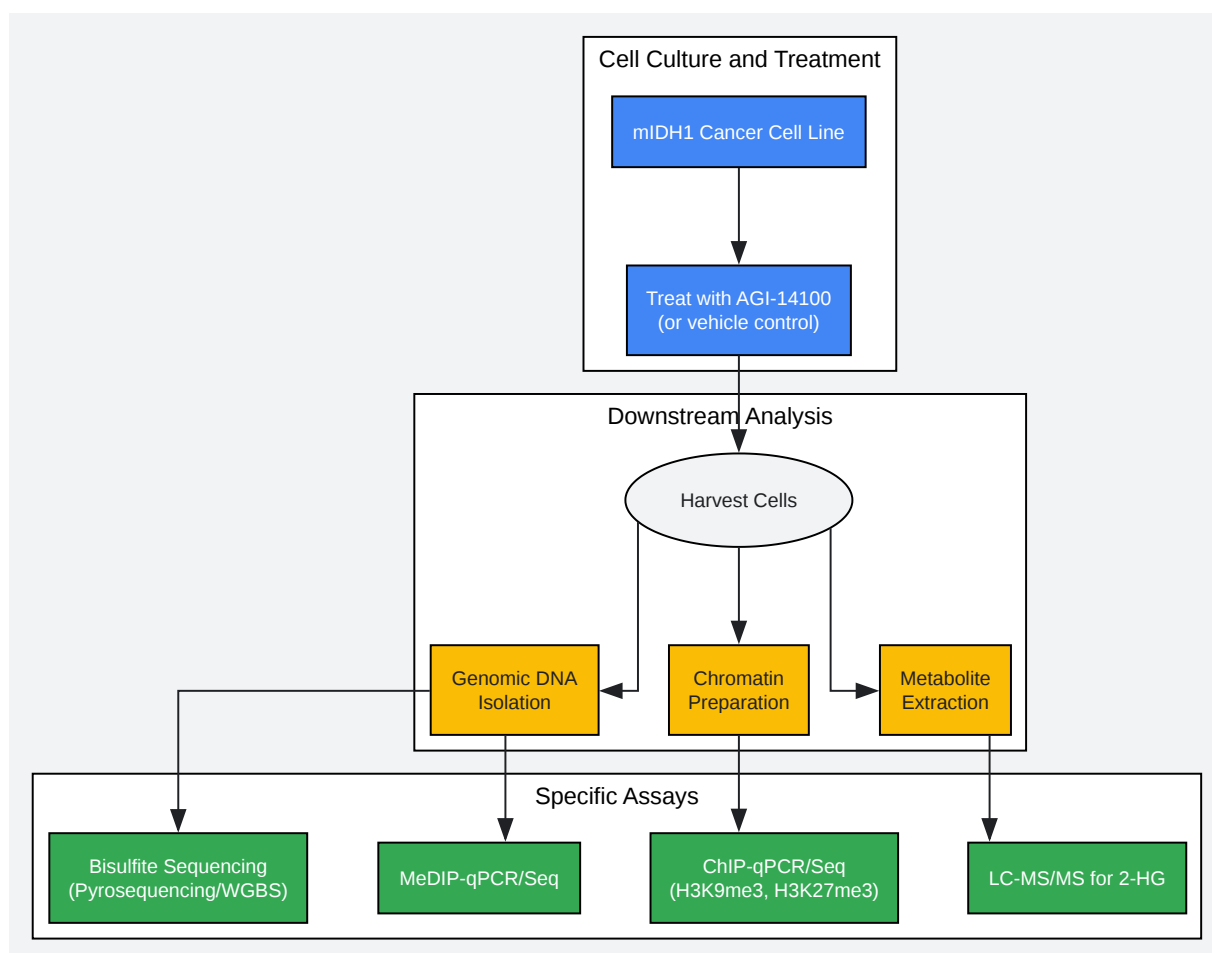 Cell Culture and Treatment
mIDH1 Cancer Cell Line
Treat with AGI-14100
(or vehicle control)
Downstream Analysis
Harvest Cells
Genomic DNA
Isolation
Chromatin
Preparation
Metabolite
Extraction
Specific Assays
Bisulfite Sequencing
(Pyrosequencing/WGBS)
MeDIP-qPCR/Seq
ChIP-qPCR/Seq
(H3K9me3, H3K27me3)
LC-MS/MS for 2-HG